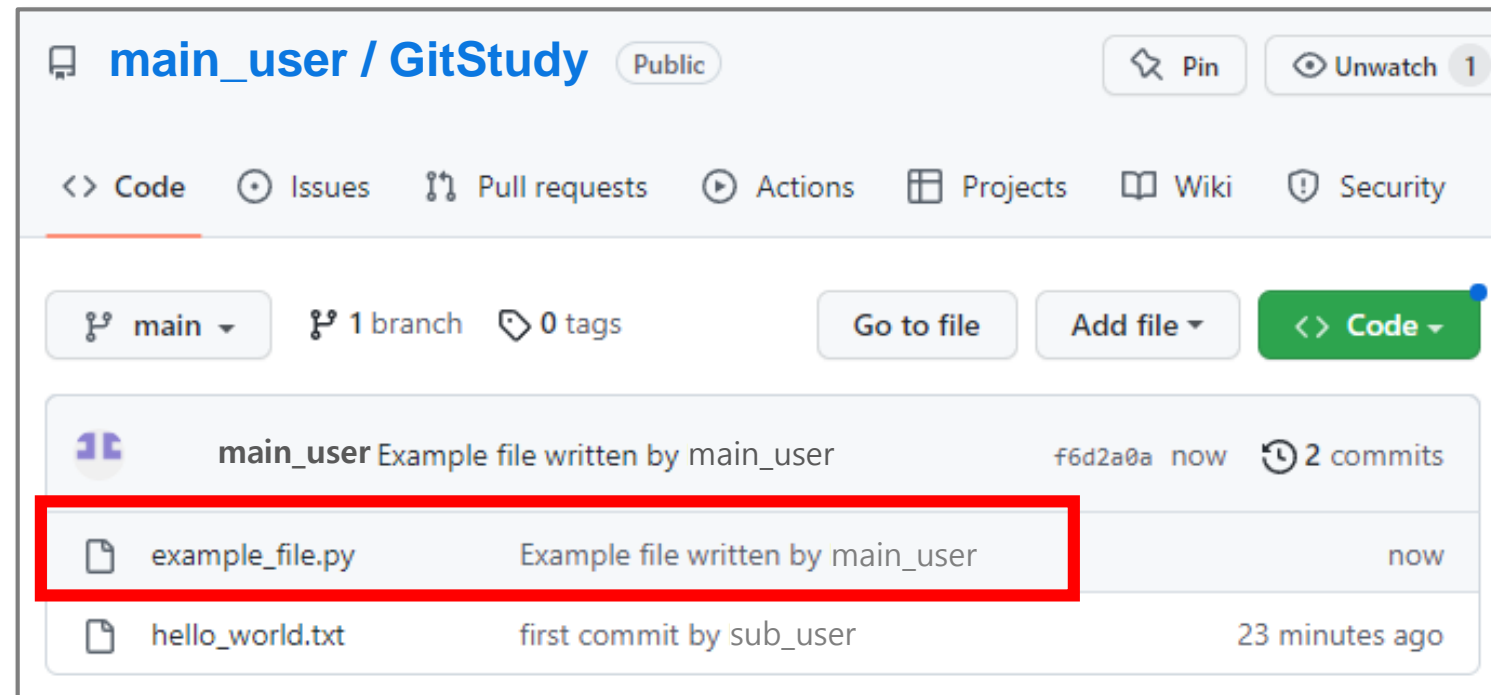 main_user / GitStudy Public Pin Unwatch 1
<> Code Issues Pull requests Actions Projects Wiki Security
main 1 branch 0 tags Go to file Add file <> Code
main_user Example file written by main_user f6d2a0a now 2 commits
example_file.py Example file written by main_user now
hello_world.txt first commit by sub_user 23 minutes ago